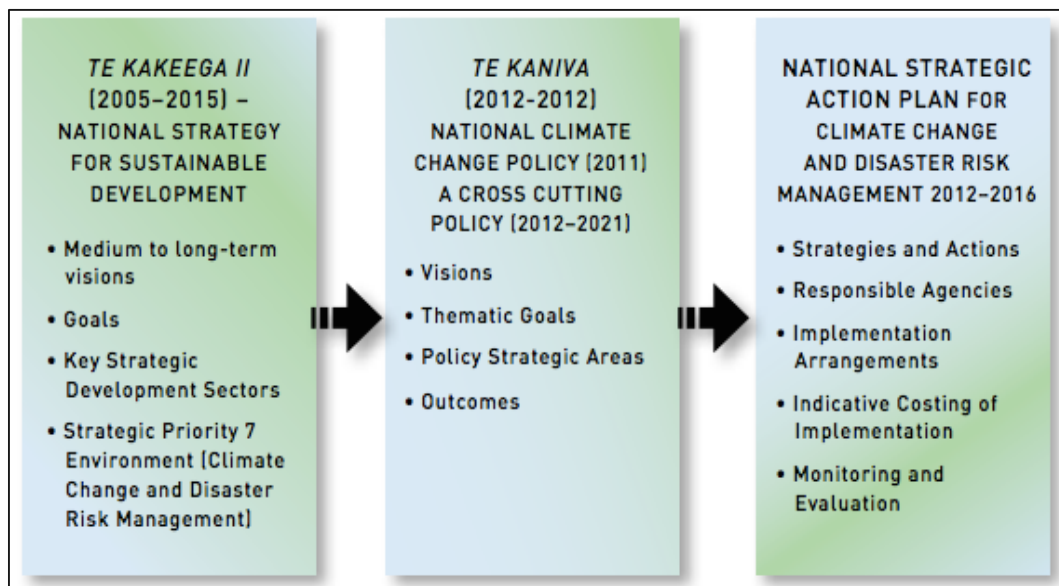 TE KAKEEGA II
(2005–2015) –
NATIONAL STRATEGY
FOR SUSTAINABLE
DEVELOPMENT
• Medium to long-term
visions
• Goals
• Key Strategic
Development Sectors
• Strategic Priority 7
Environment (Climate
Change and Disaster
Risk Management)
TE KANIVA
(2012-2012)
NATIONAL CLIMATE
CHANGE POLICY (2011)
A CROSS CUTTING
POLICY (2012–2021)
• Visions
• Thematic Goals
• Policy Strategic Areas
• Outcomes
NATIONAL STRATEGIC
ACTION PLAN FOR
CLIMATE CHANGE
AND DISASTER RISK
MANAGEMENT 2012–2016
• Strategies and Actions
• Responsible Agencies
• Implementation
Arrangements
• Indicative Costing of
Implementation
• Monitoring and
Evaluation